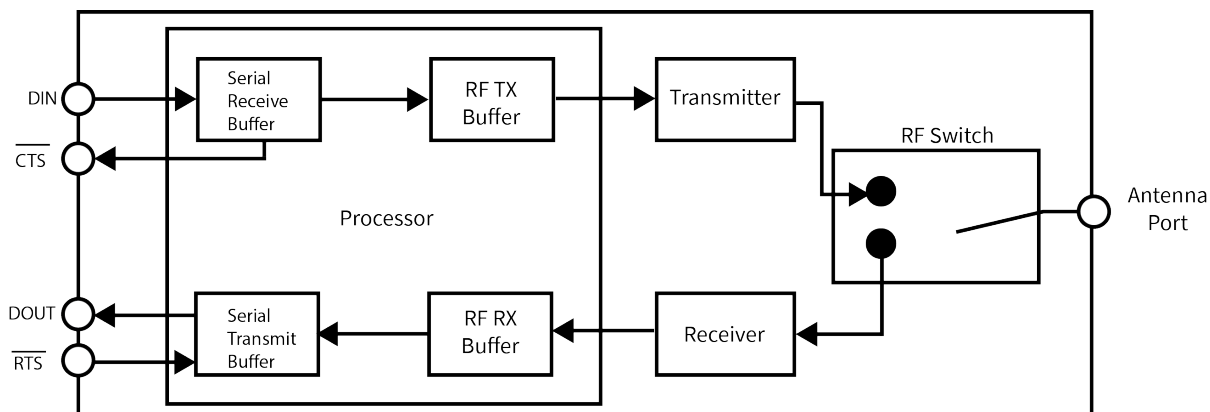 DIN
Serial
Receive
Buffer
RF TX
Buffer
Transmitter
CTS
RF Switch
Antenna
Port
Processor
DOUT
RTS
Serial
Transmit
Buffer
RF RX
Buffer
Receiver